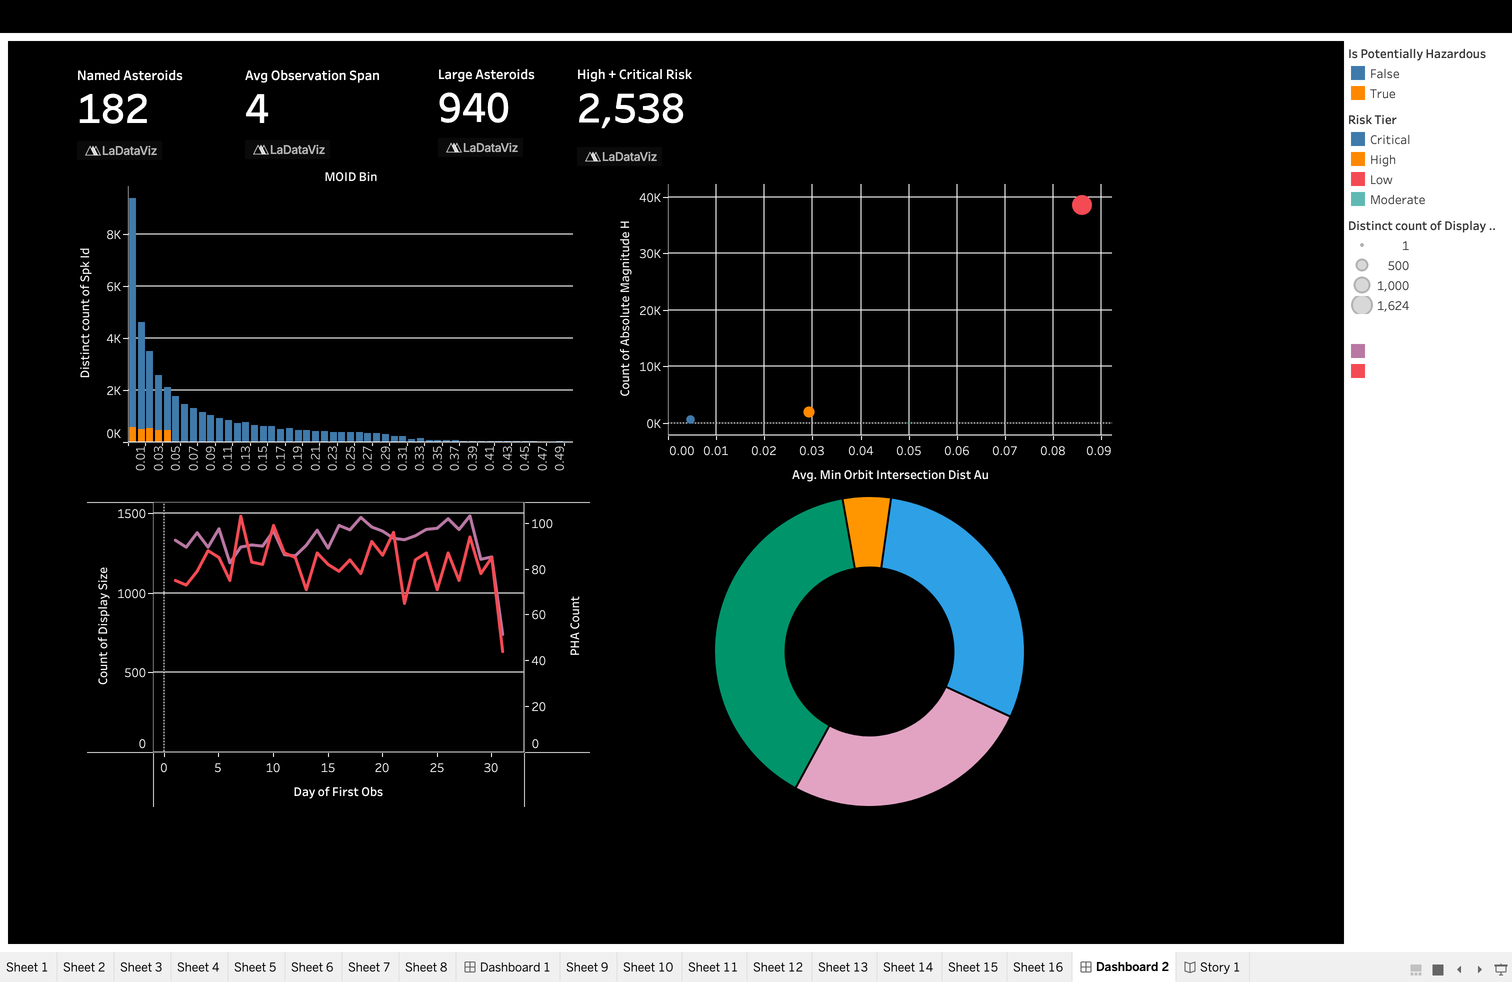 Named Asteroids
182
LaDataViz
Avg Observation Span
4
LaDataViz
Large Asteroids
940
LaDataViz
High + Critical Risk
2,538
LaDataViz
MOID Bin
Distinct count of Spk Id
8K
6K
4K
2K
0K
0.01
0.03
0.05
0.07
0.09
0.11
0.13
0.15
0.17
0.19
0.21
0.23
0.25
0.27
0.29
0.31
0.33
0.35
0.37
0.39
0.41
0.43
0.45
0.47
0.49
Count of Absolute Magnitude H
40K
30K
20K
10K
0K
0.00 0.01 0.02 0.03 0.04 0.05 0.06 0.07 0.08 0.09
Avg. Min Orbit Intersection Dist Au
Count of Display Size
1500
1000
500
0
PHA Count
100
80
60
40
20
0
0 5 10 15 20 25 30
Day of First Obs
Is Potentially Hazardous
False
True
Risk Tier
Critical
High
Low
Moderate
Distinct count of Display ..
1
500
1,000
1,624
Sheet 1 Sheet 2 Sheet 3 Sheet 4 Sheet 5 Sheet 6 Sheet 7 Sheet 8 Dashboard 1 Sheet 9 Sheet 10 Sheet 11 Sheet 12 Sheet 13 Sheet 14 Sheet 15 Sheet 16 Dashboard 2 Story 1